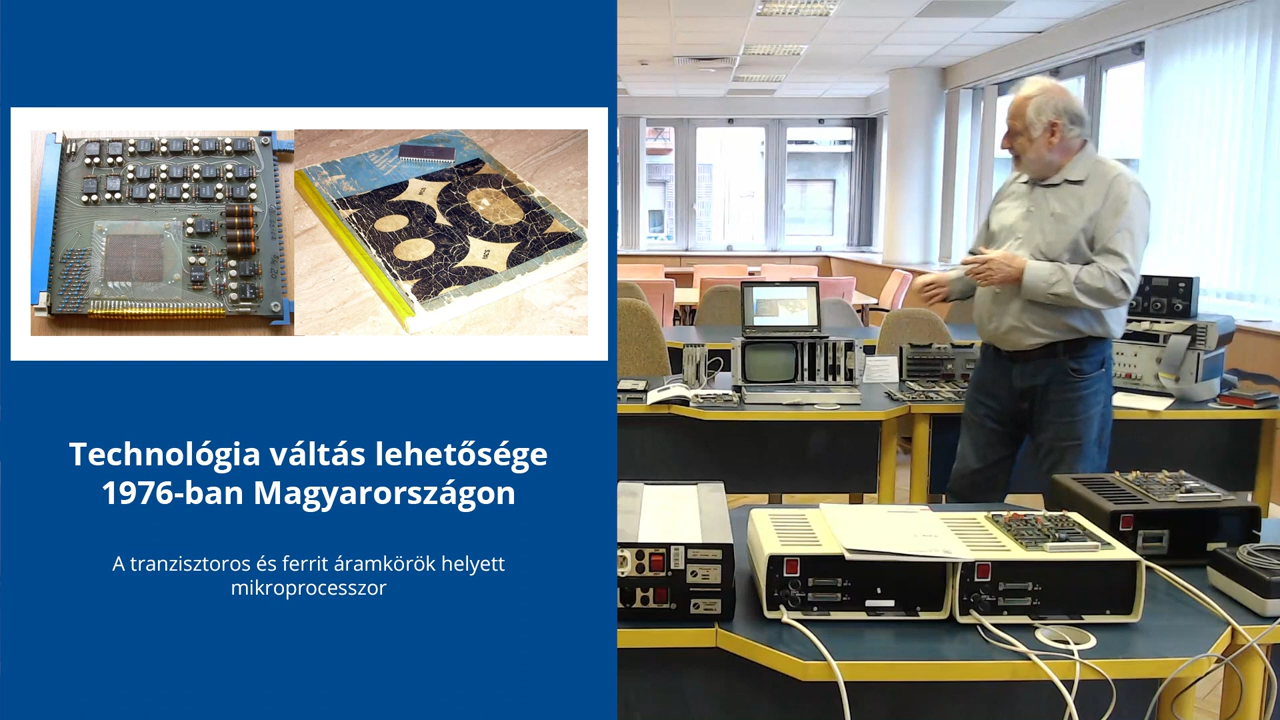 Technológia váltás lehetősége
1976-ban Magyarországon
A tranzisztoros és ferrit áramkörök helyett
mikroprocesszor